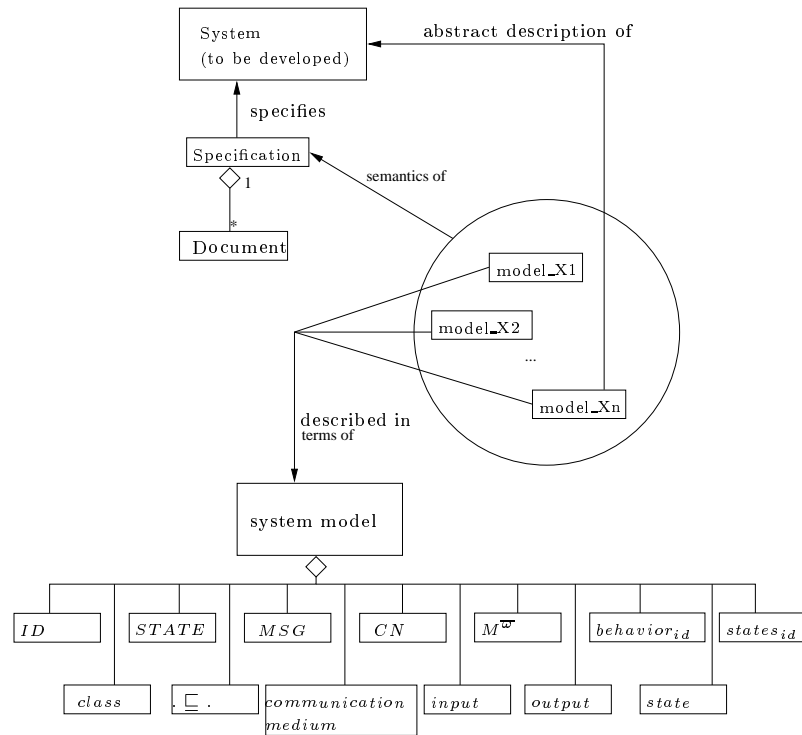 System
(to be developed)
abstract description of
specifies
Specification
semantics of
1
*
Document
model_X1
model_X2
...
model_Xn
described in
terms of
system model
ID
STATE
MSG
CN
M^ω̅
behavior_id
states_id
class
. ⊑ .
communication
medium
input
output
state